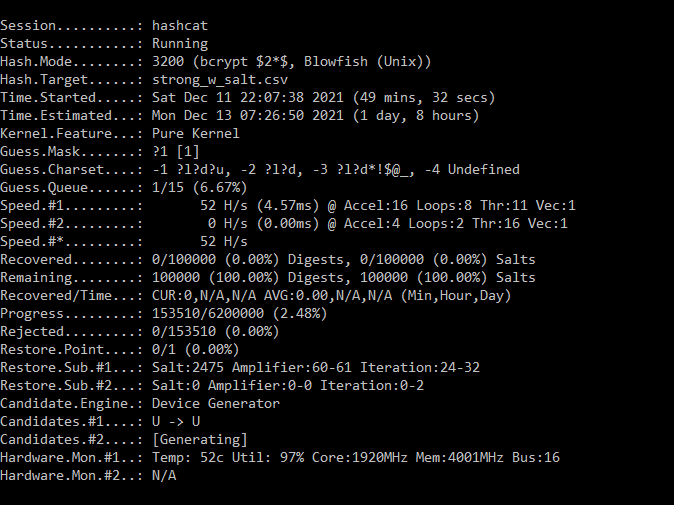 Session..........: hashcat
Status...........: Running
Hash.Mode........: 3200 (bcrypt $2*$, Blowfish (Unix))
Hash.Target......: strong_w_salt.csv
Time.Started.....: Sat Dec 11 22:07:38 2021 (49 mins, 32 secs)
Time.Estimated...: Mon Dec 13 07:26:50 2021 (1 day, 8 hours)
Kernel.Feature...: Pure Kernel
Guess.Mask.......: ?1 [1]
Guess.Charset....: -1 ?l?d?u, -2 ?l?d, -3 ?l?d*!$@_, -4 Undefined
Guess.Queue......: 1/15 (6.67%)
Speed.#1.........:       52 H/s (4.57ms) @ Accel:16 Loops:8 Thr:11 Vec:1
Speed.#2.........:        0 H/s (0.00ms) @ Accel:4 Loops:2 Thr:16 Vec:1
Speed.#*.........:       52 H/s
Recovered........: 0/100000 (0.00%) Digests, 0/100000 (0.00%) Salts
Remaining........: 100000 (100.00%) Digests, 100000 (100.00%) Salts
Recovered/Time...: CUR:0,N/A,N/A AVG:0.00,N/A,N/A (Min,Hour,Day)
Progress.........: 153510/6200000 (2.48%)
Rejected.........: 0/153510 (0.00%)
Restore.Point....: 0/1 (0.00%)
Restore.Sub.#1...: Salt:2475 Amplifier:60-61 Iteration:24-32
Restore.Sub.#2...: Salt:0 Amplifier:0-0 Iteration:0-2
Candidate.Engine.: Device Generator
Candidates.#1....: U -> U
Candidates.#2....: [Generating]
Hardware.Mon.#1..: Temp: 52c Util: 97% Core:1920MHz Mem:4001MHz Bus:16
Hardware.Mon.#2..: N/A